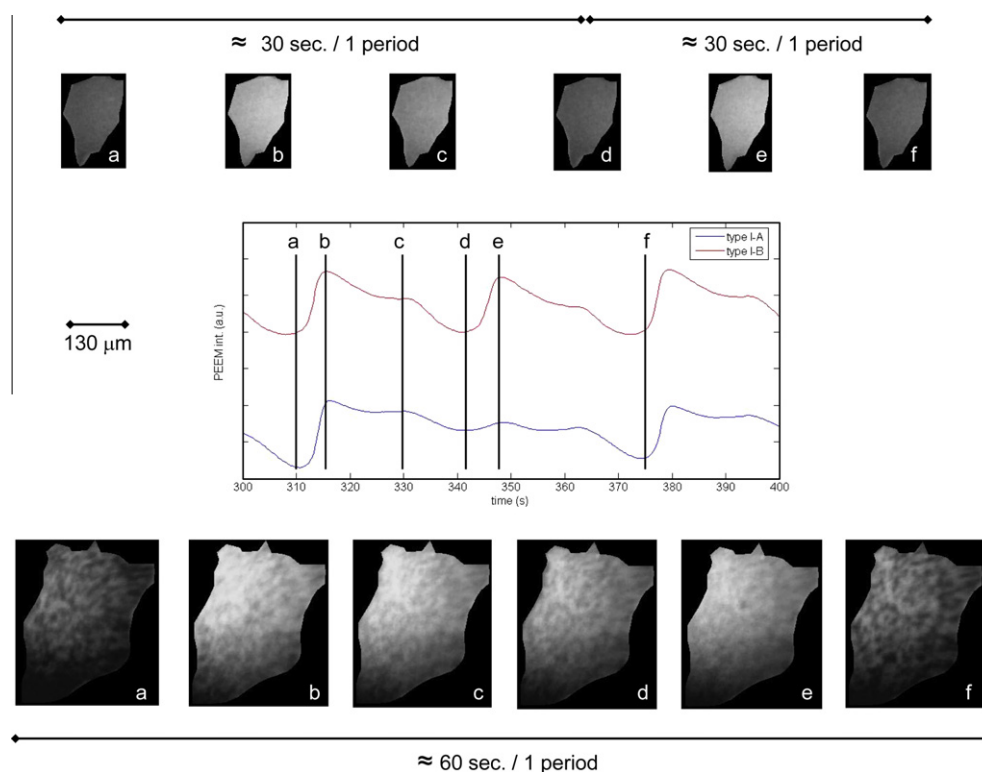 ≈ 30 sec. / 1 period ≈ 30 sec. / 1 period
a b c d e f
a b c d e f
type I-A
type I-B
130 μm
PEEM int. (a.u.)
300 310 320 330 340 350 360 370 380 390 400
time (s)
a b c d e f
≈ 60 sec. / 1 period